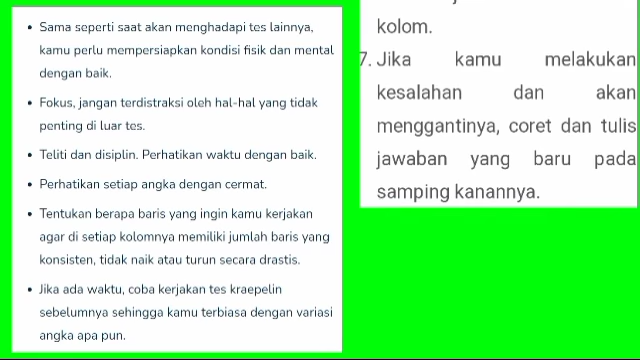 • Sama seperti saat akan menghadapi tes lainnya,
kamu perlu mempersiapkan kondisi fisik dan mental
dengan baik.
• Fokus, jangan terdistraksi oleh hal-hal yang tidak
penting di luar tes.
• Teliti dan disiplin. Perhatikan waktu dengan baik.
• Perhatikan setiap angka dengan cermat.
• Tentukan berapa baris yang ingin kamu kerjakan
agar di setiap kolomnya memiliki jumlah baris yang
konsisten, tidak naik atau turun secara drastis.
• Jika ada waktu, coba kerjakan tes kraepelin
sebelumnya sehingga kamu terbiasa dengan variasi
angka apa pun.
kolom.
7. Jika kamu melakukan
kesalahan dan akan
menggantinya, coret dan tulis
jawaban yang baru pada
samping kanannya.